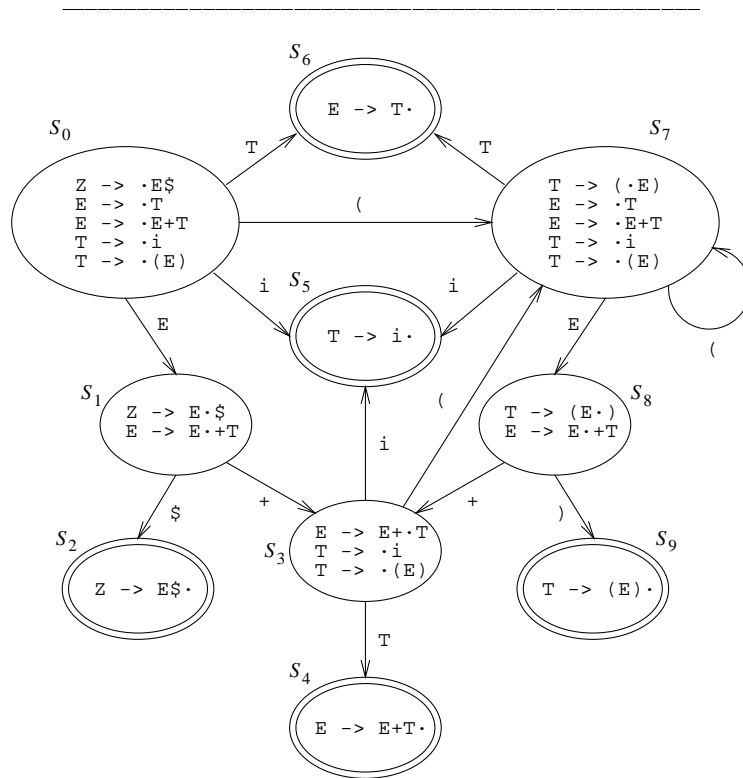 S6
E -> T·
S0
S7
T
T
Z -> ·E$
E -> ·T
E -> ·E+T
T -> ·i
T -> ·(E)
(
T -> (·E)
E -> ·T
E -> ·E+T
T -> ·i
T -> ·(E)
i
S5
i
T -> i·
E
E
(
S1
(
S8
Z -> E·$
E -> E·+T
T -> (E·)
E -> E·+T
i
$
+
+
)
S2
S3
S9
E -> E+·T
T -> ·i
T -> ·(E)
Z -> E$·
T -> (E)·
T
S4
E -> E+T·